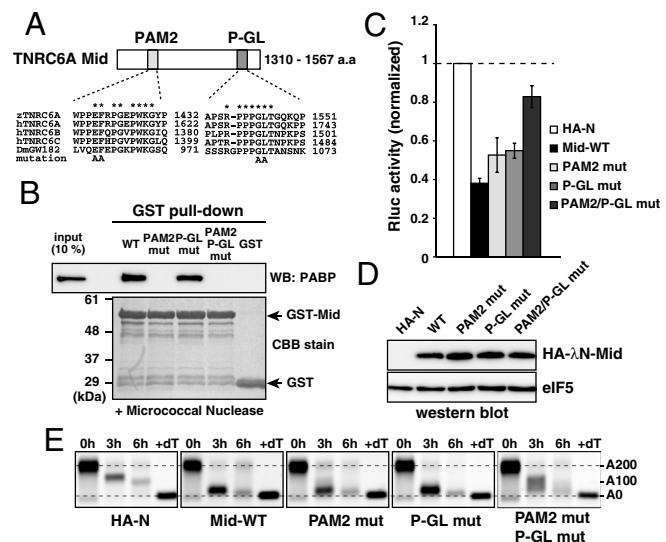 A
PAM2
P-GL
TNRC6A Mid
1310 - 1567 a.a
** ** ****
* ******
zTNRC6A WPPEFRPGEPWKGYP 1432 APSR-PPPGLTGQKQP 1551
hTNRC6A WPPEFRPGEPWKGYP 1622 APSR-PPPGLTGQKPP 1743
hTNRC6B WPPEFQPGVPWKGIQ 1380 PLPSRPPPGLTNPKPS 1501
hTNRC6C WPPEFHPGVPWKGLQ 1399 PATSRPPPGLTNPKPS 1484
DmGW182 LVQEFEPGKPWKGSQ 971 SSSRGPPPGLTANSNK 1073
mutation AA AA
B
GST pull-down
input (10 %)
WT
PAM2 mut
P-GL mut
PAM2 P-GL mut
GST
WB: PABP
61
48
37
29
(kDa)
GST-Mid
CBB stain
GST
+ Micrococcal Nuclease
C
Rluc activity (normalized)
1.2
1
0.8
0.6
0.4
0.2
0
HA-N
Mid-WT
PAM2 mut
P-GL mut
PAM2/P-GL mut
D
HA-N
WT
PAM2 mut
P-GL mut
PAM2/P-GL mut
HA-λN-Mid
eIF5
western blot
E
0h 3h 6h +dT 0h 3h 6h +dT 0h 3h 6h +dT 0h 3h 6h +dT 0h 3h 6h +dT
A200
A100
A0
HA-N
Mid-WT
PAM2 mut
P-GL mut
PAM2 mut
P-GL mut